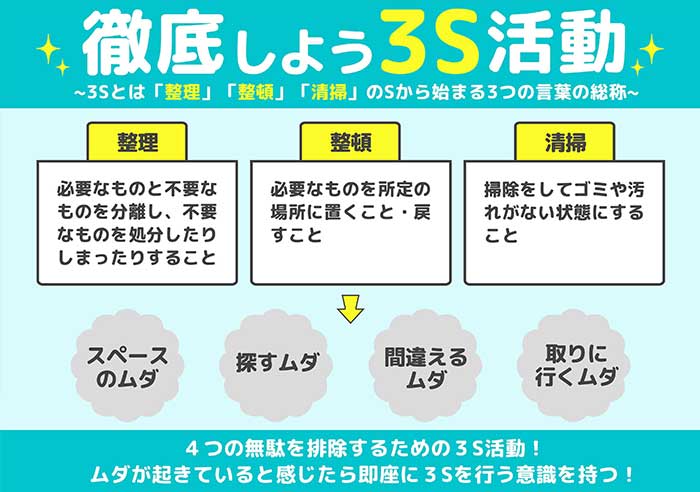 徹底しよう3S活動
~3Sとは「整理」「整頓」「清掃」のSから始まる3つの言葉の総称~
整理
必要なものと不要な
ものを分離し、不要
なものを処分したり
しまったりすること
整頓
必要なものを所定の
場所に置くこと・戻
すこと
清掃
掃除をしてゴミや汚
れがない状態にする
こと
スペース
のムダ
探すムダ
間違える
ムダ
取りに
行くムダ
４つの無駄を排除するための３S活動！
ムダが起きていると感じたら即座に３Sを行う意識を持つ！